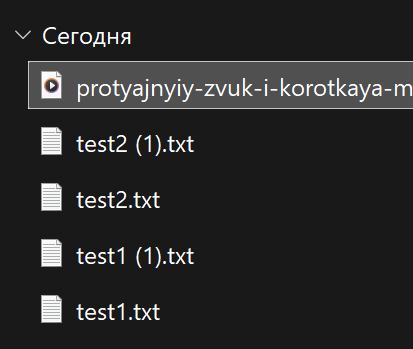 Сегодня
protyajnyiy-zvuk-i-korotkaya-m
test2 (1).txt
test2.txt
test1 (1).txt
test1.txt